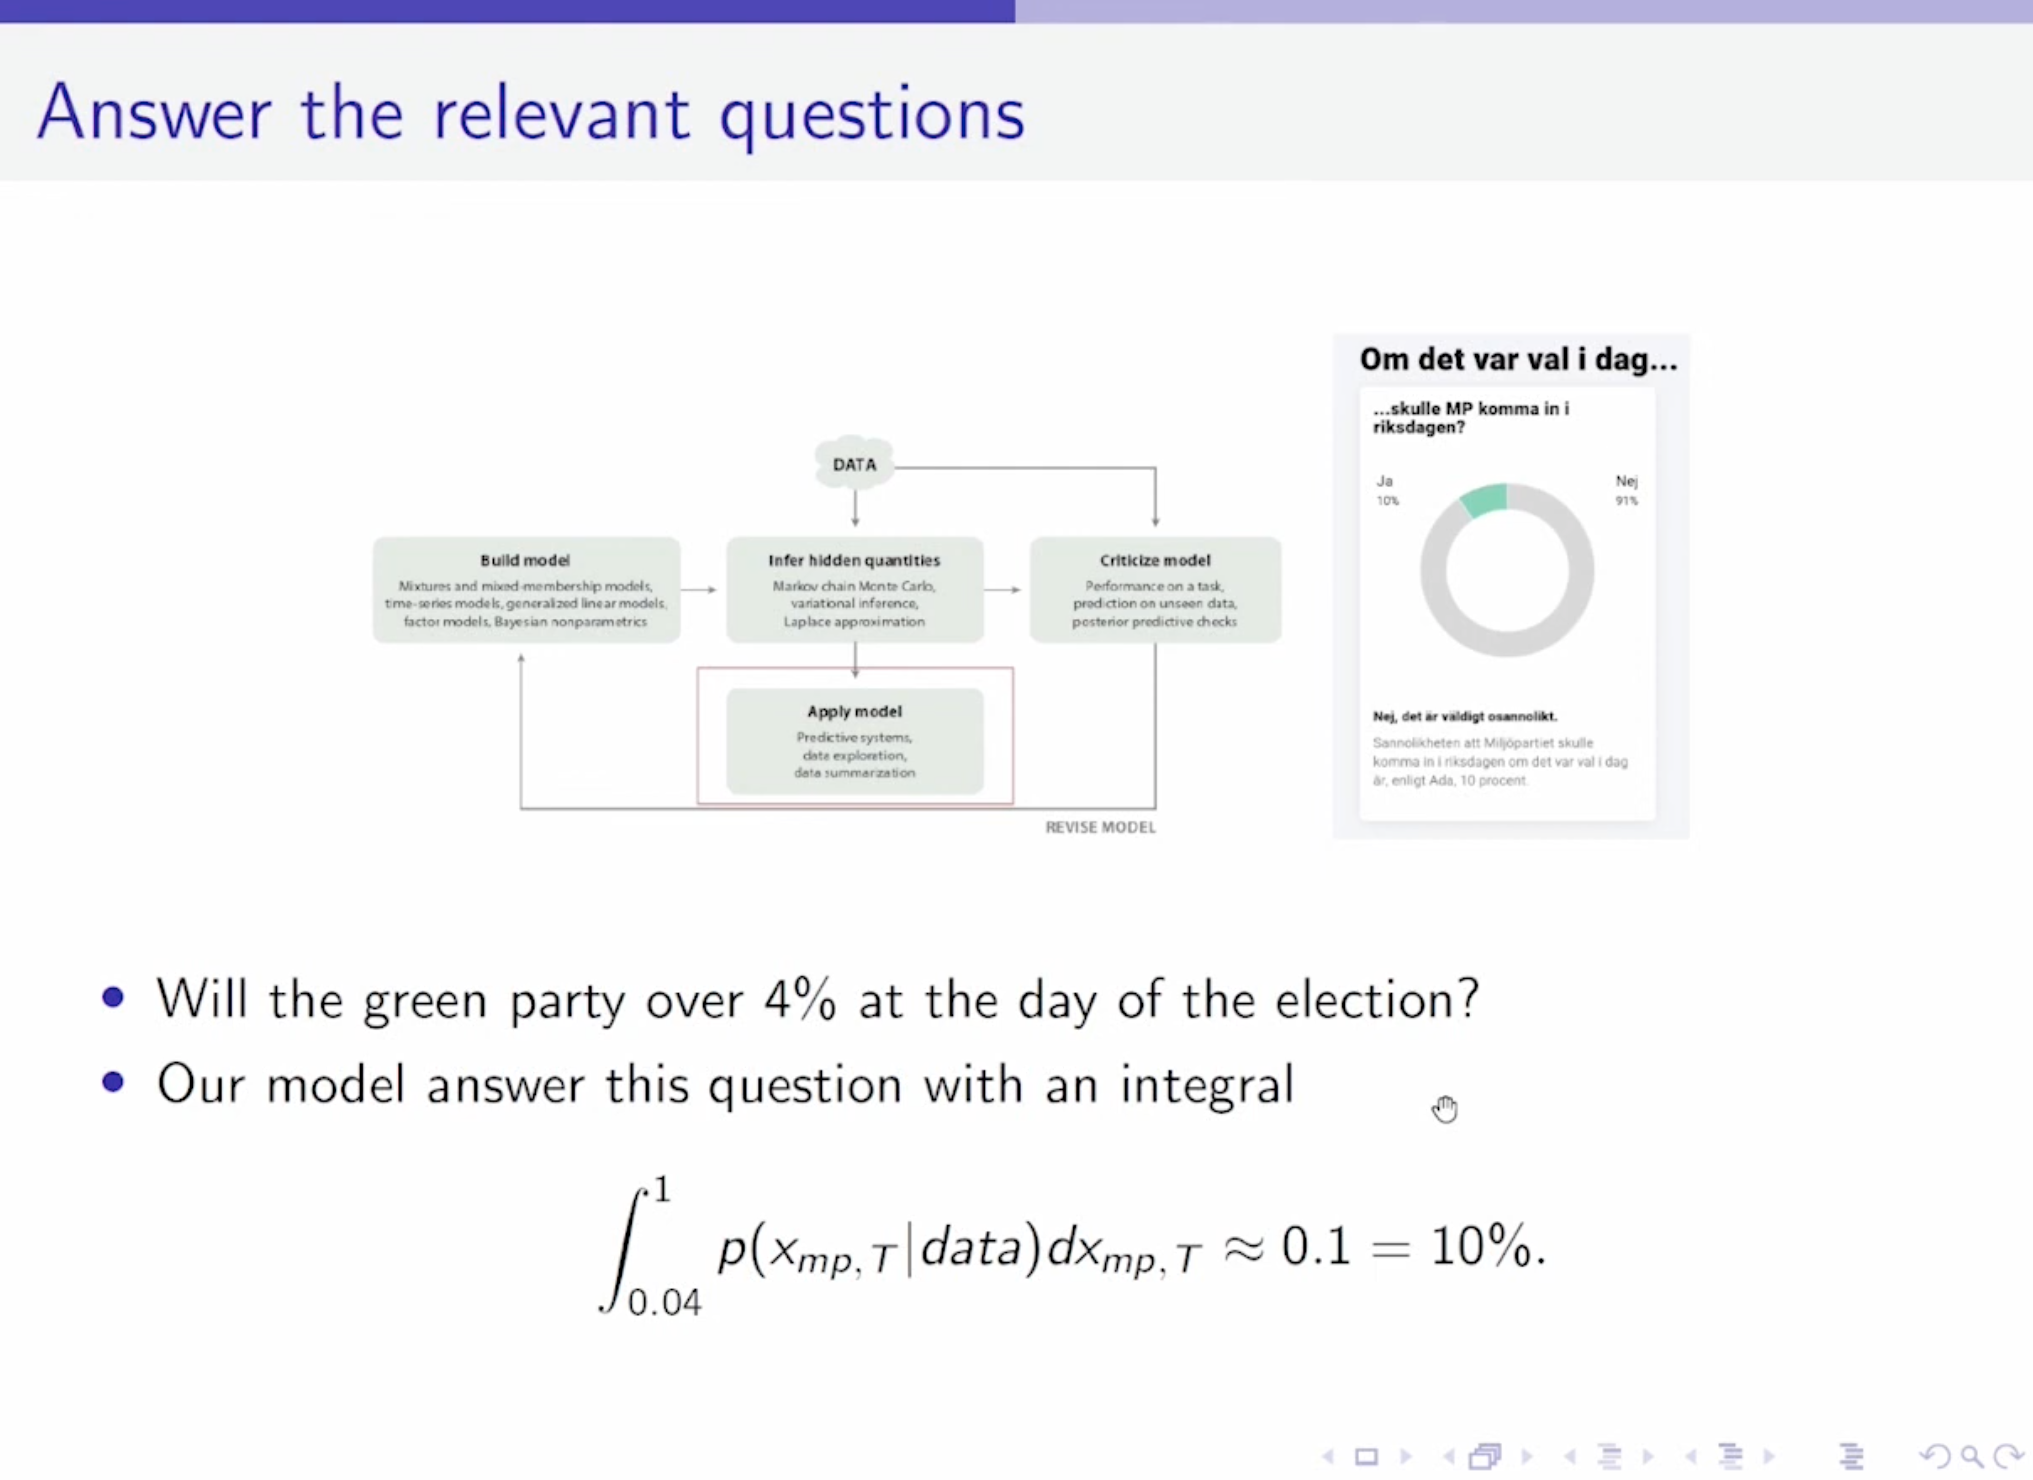 Answer the relevant questions
DATA
Build model
Mixtures and mixed-membership models,
time-series models, generalized linear models,
factor models, Bayesian nonparametrics
Infer hidden quantities
Markov chain Monte Carlo,
variational inference,
Laplace approximation
Criticize model
Performance on a task,
prediction on unseen data,
posterior predictive checks
Apply model
Predictive systems,
data exploration,
data summarization
REVISE MODEL
Om det var val i dag...
...skulle MP komma in i
riksdagen?
Ja
10%
Nej
91%
Nej, det är väldigt osannolikt.
Sannolikheten att Miljöpartiet skulle
komma in i riksdagen om det var val i dag
är, enligt Ada, 10 procent.
• Will the green party over 4% at the day of the election?
• Our model answer this question with an integral
∫_{0.04}^{1} p(x_{mp,T}|data)dx_{mp,T} ≈ 0.1 = 10%.